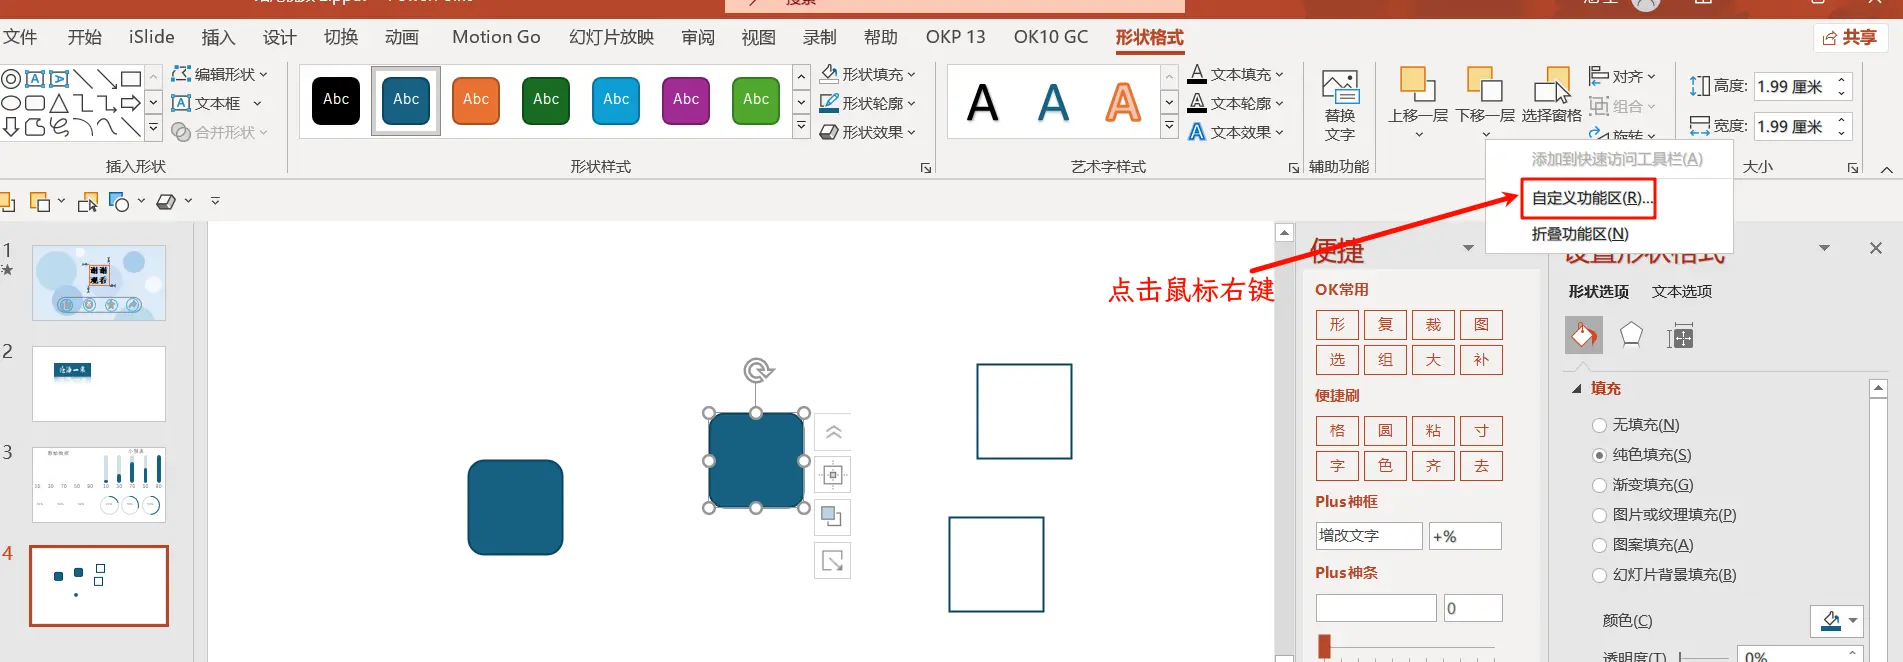 搜索
文件 开始 iSlide 插入 设计 切换 动画 Motion Go 幻灯片放映 审阅 视图 录制 帮助 OKP 13 OK10 GC 形状格式 共享
编辑形状
文本框
合并形状
插入形状
Abc Abc Abc Abc Abc Abc Abc
形状填充
形状轮廓
形状效果
形状样式
A A A
文本填充
文本轮廓
文本效果
艺术字样式
替换
文字
辅助功能
上移一层 下移一层 选择窗格
对齐
组合
旋转
高度: 1.99 厘米
宽度: 1.99 厘米
大小
添加到快速访问工具栏(A)
自定义功能区(R)...
折叠功能区(N)
点击鼠标右键
1
谢谢
观看
2
3
4
便捷
OK常用
形 复 裁 图
选 组 大 补
便捷刷
格 圆 粘 寸
字 色 齐 去
Plus神框
增改文字 +%
Plus神条
0
设置形状格式
形状选项 文本选项
填充
无填充(N)
纯色填充(S)
渐变填充(G)
图片或纹理填充(P)
图案填充(A)
幻灯片背景填充(B)
颜色(C)
透明度(T) 0%